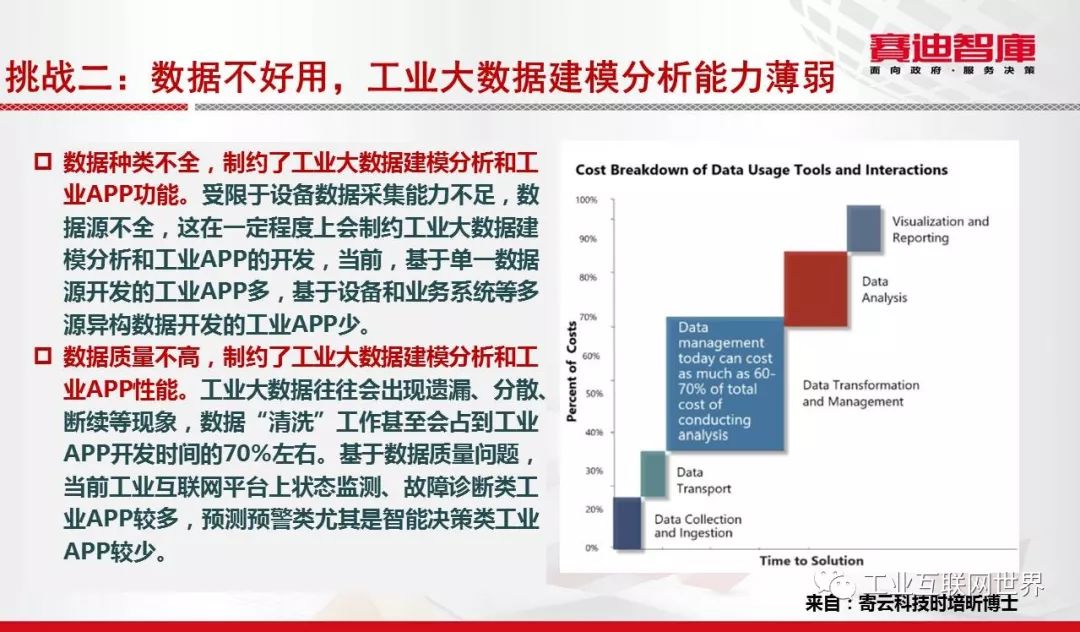 赛迪智庫
面向政府·服务决策
挑战二：数据不好用，工业大数据建模分析能力薄弱
数据种类不全，制约了工业大数据建模分析和工
业APP功能。受限于设备数据采集能力不足，数
据源不全，这在一定程度上会制约工业大数据建
模分析和工业APP的开发，当前，基于单一数据
源开发的工业APP多，基于设备和业务系统等多
源异构数据开发的工业APP少。
数据质量不高，制约了工业大数据建模分析和工
业APP性能。工业大数据往往会出现遗漏、分散、
断续等现象，数据“清洗”工作甚至会占到工业
APP开发时间的70%左右。基于数据质量问题，
当前工业互联网平台上状态监测、故障诊断类工
业APP较多，预测预警类尤其是智能决策类工业
APP较少。
Cost Breakdown of Data Usage Tools and Interactions
Percent of Costs
100%
90%
80%
70%
60%
50%
40%
30%
20%
0%
Visualization and
Reporting
Data
Analysis
Data
management
today can cost
as much as 60-
70% of total
cost of
conducting
analysis
Data Transformation
and Management
Data
Transport
Data Collection
and Ingestion
Time to Solution
工业互联网世界
来自：寄云科技时培昕博士